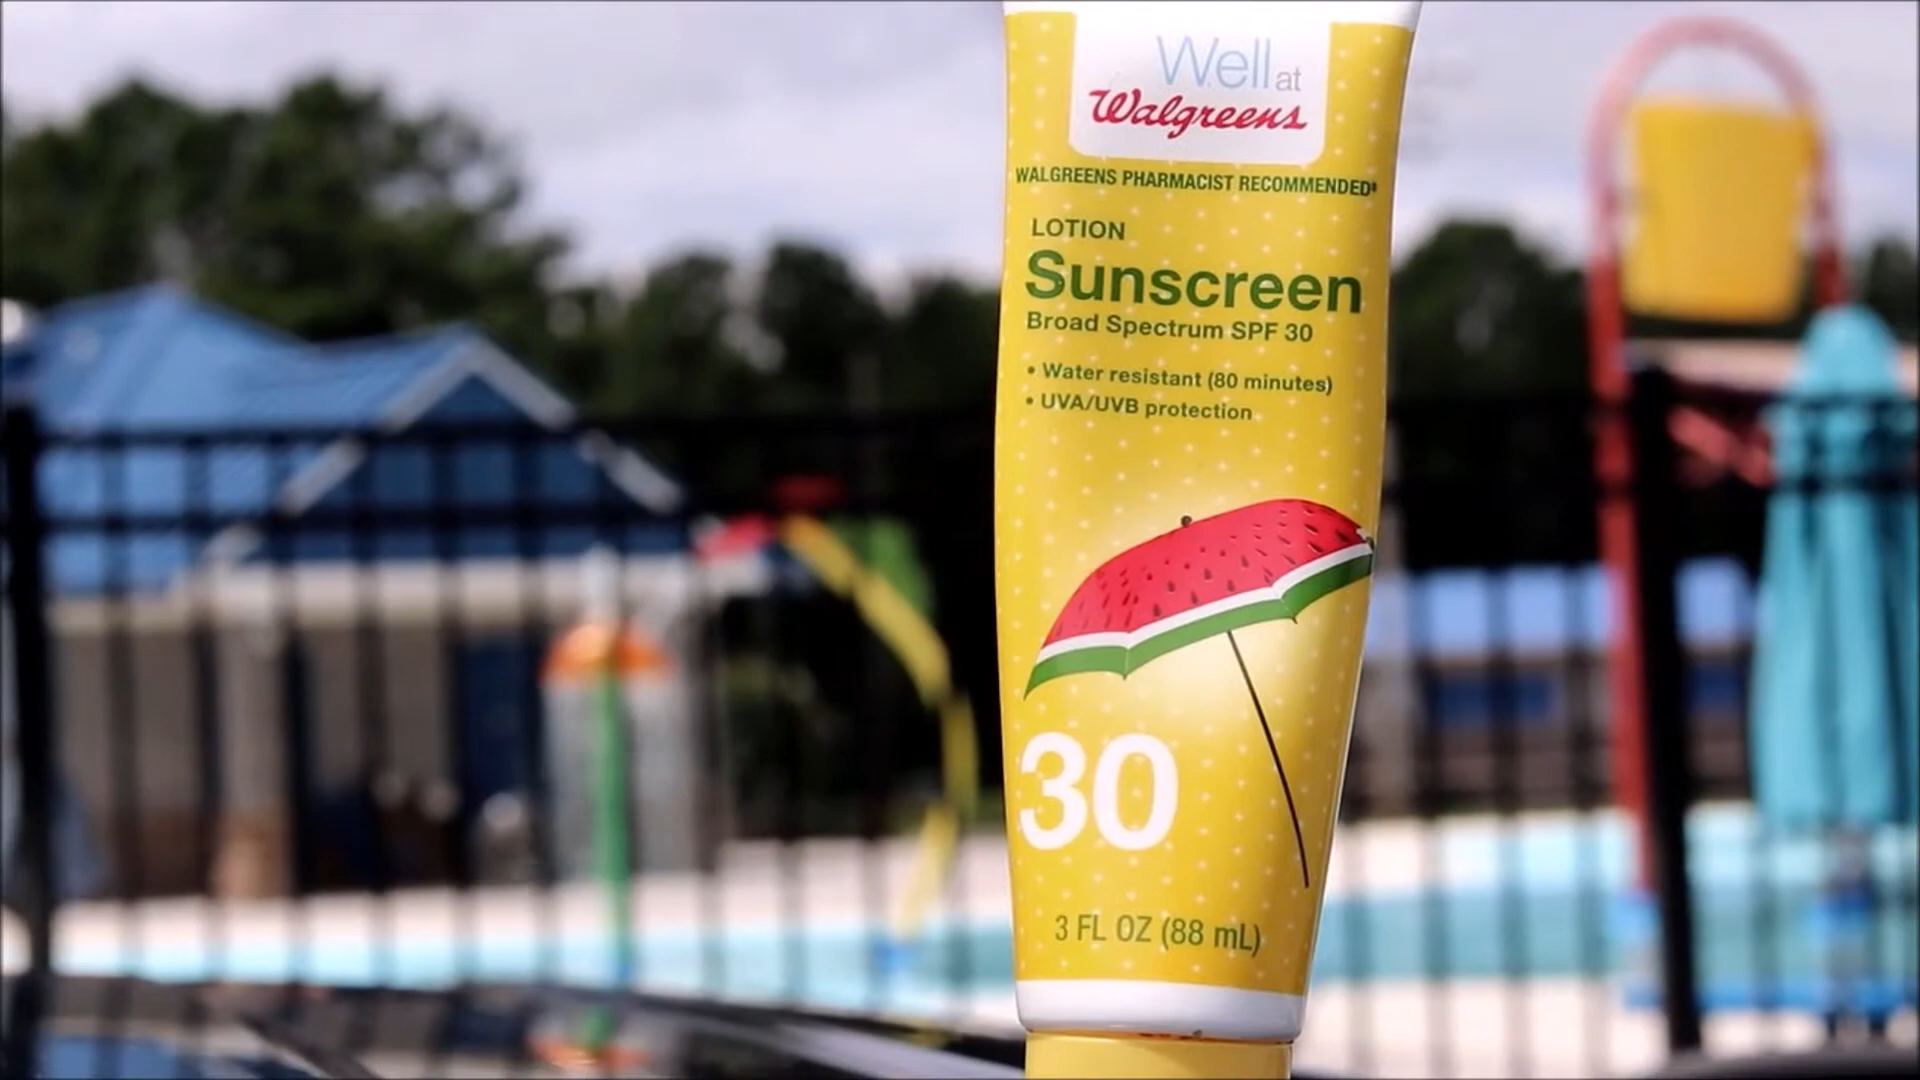 Well at
Walgreens
WALGREENS PHARMACIST RECOMMENDED®
LOTION
Sunscreen
Broad Spectrum SPF 30
• Water resistant (80 minutes)
• UVA/UVB protection
30
3 FL OZ (88 mL)